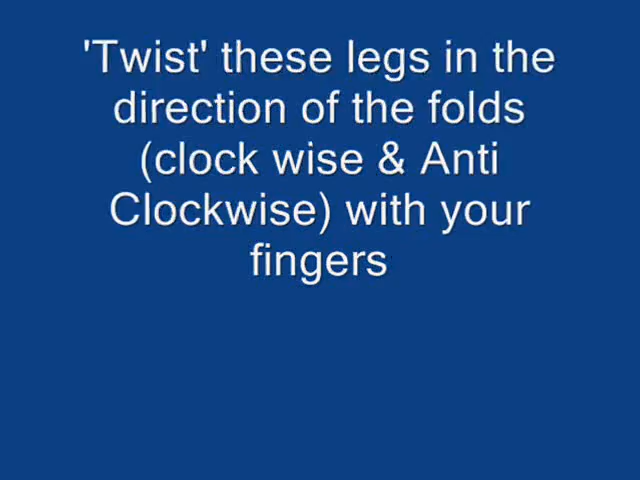 'Twist' these legs in the
direction of the folds
(clock wise & Anti
Clockwise) with your
fingers